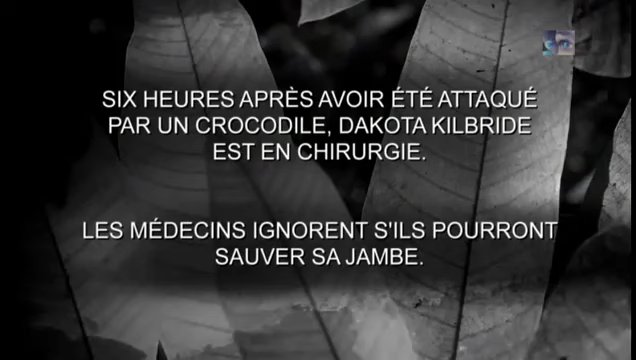 SIX HEURES APRÈS AVOIR ÉTÉ ATTAQUÉ
PAR UN CROCODILE, DAKOTA KILBRIDE
EST EN CHIRURGIE.
LES MÉDECINS IGNORENT S'ILS POURRONT
SAUVER SA JAMBE.